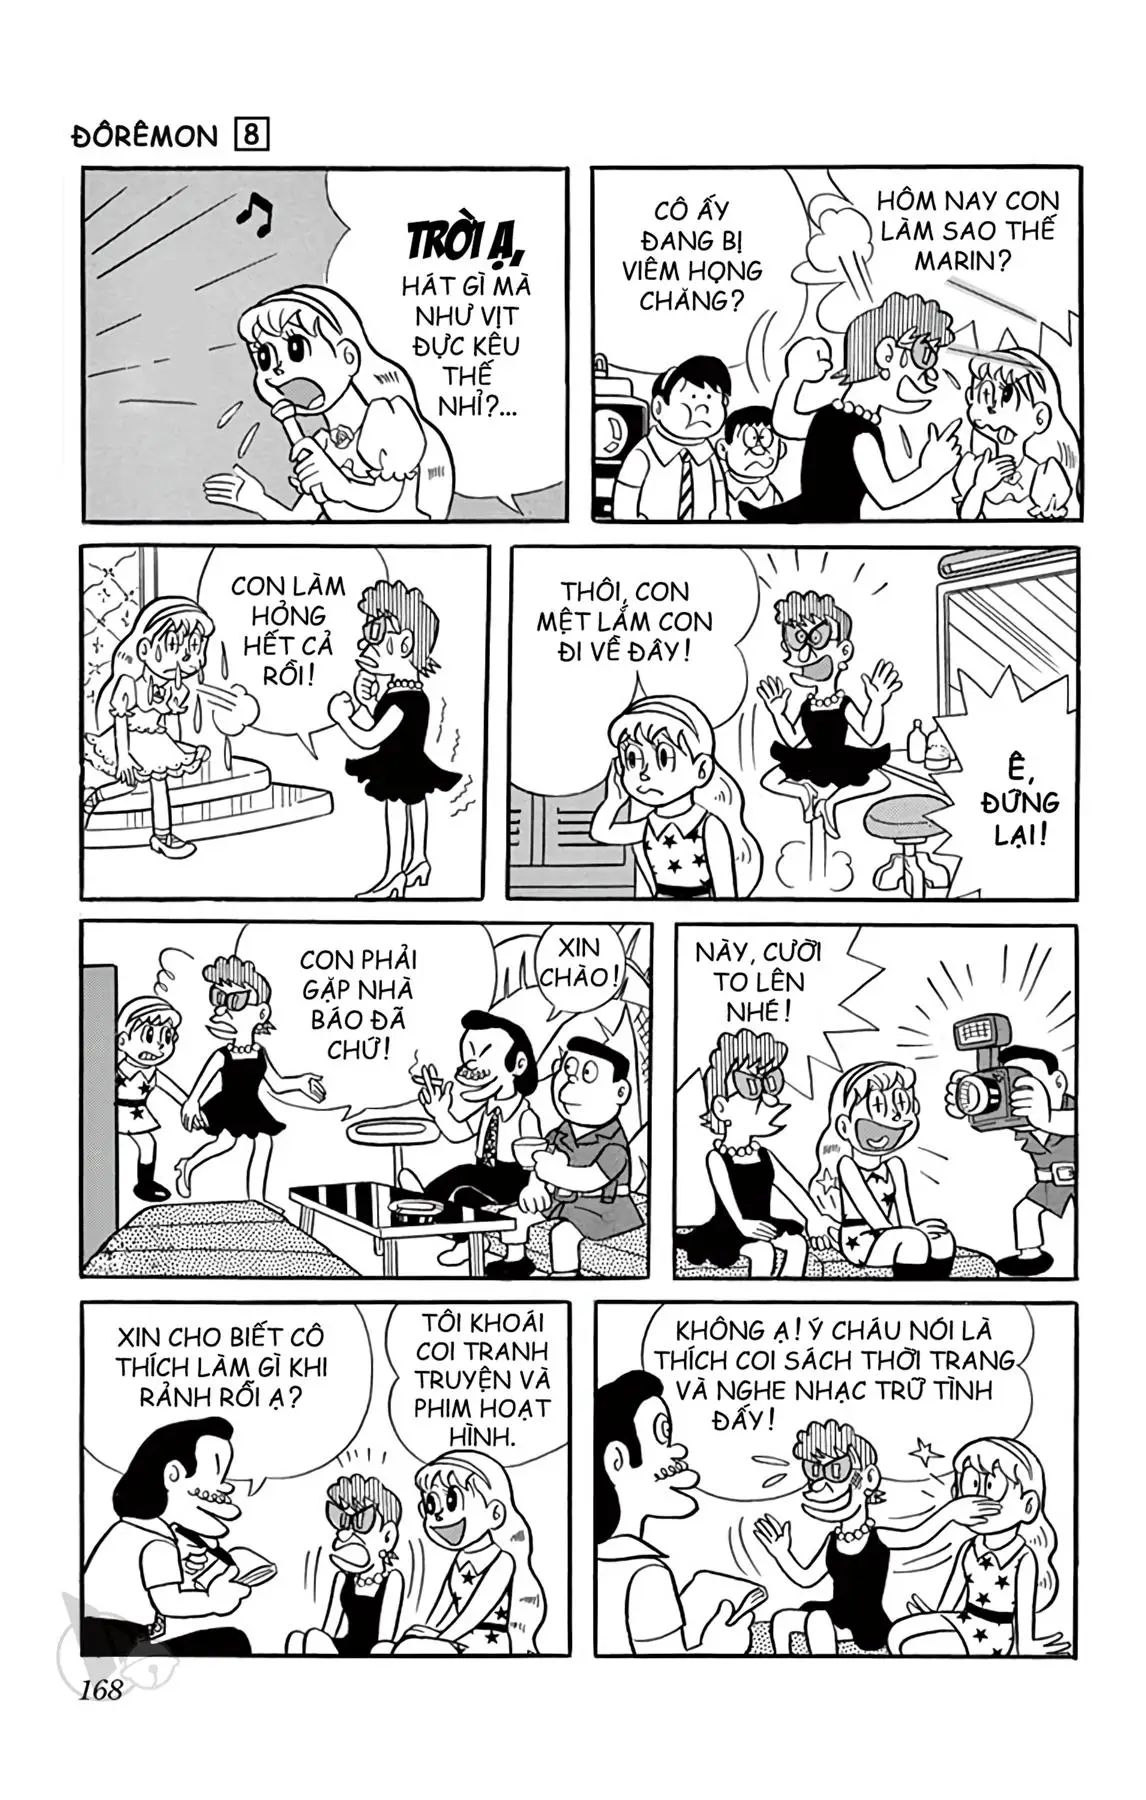 ĐÔRÊMON 8
TRỜI Ạ,
HÁT GÌ MÀ
NHƯ VỊT
ĐỰC KÊU
THẾ
NHỈ?...
CÔ ẤY
ĐANG BỊ
VIÊM HỌNG
CHĂNG?
HÔM NAY CON
LÀM SAO THẾ
MARIN?
CON LÀM
HỎNG
HẾT CẢ
RỒI!
THÔI, CON
MỆT LẮM CON
ĐI VỀ ĐÂY!
Ê,
ĐỨNG
LẠI!
CON PHẢI
GẶP NHÀ
BÁO ĐÃ
CHỨ!
XIN
CHÀO!
NÀY, CƯỜI
TO LÊN
NHÉ!
XIN CHO BIẾT CÔ
THÍCH LÀM GÌ KHI
RẢNH RỖI Ạ?
TÔI KHOÁI
COI TRANH
TRUYỆN VÀ
PHIM HOẠT
HÌNH.
KHÔNG Ạ! Ý CHÁU NÓI LÀ
THÍCH COI SÁCH THỜI TRANG
VÀ NGHE NHẠC TRỮ TÌNH
ĐẤY!
168